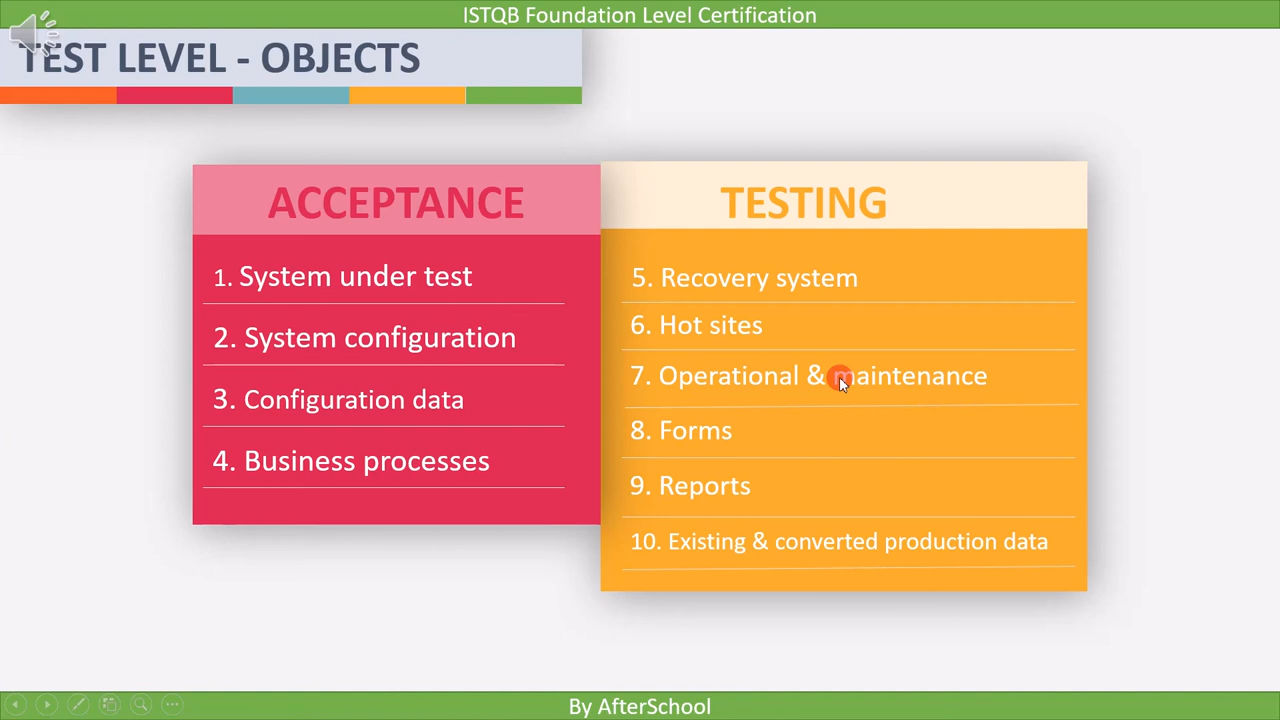 ISTQB Foundation Level Certification
TEST LEVEL - OBJECTS
ACCEPTANCE
1. System under test
2. System configuration
3. Configuration data
4. Business processes
TESTING
5. Recovery system
6. Hot sites
7. Operational & maintenance
8. Forms
9. Reports
10. Existing & converted production data
By AfterSchool